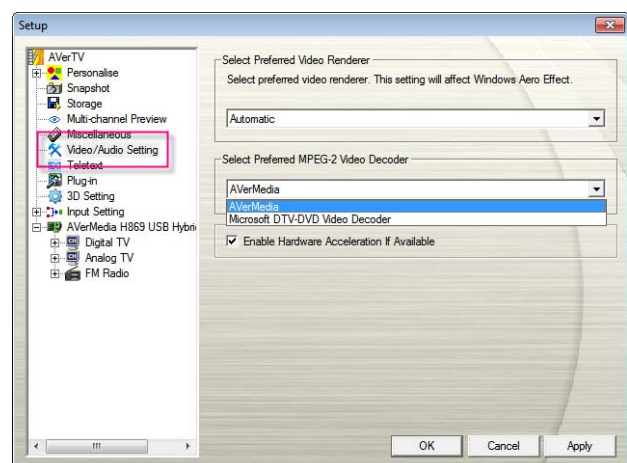 Setup
AVerTV
Personalise
Snapshot
Storage
Multi-channel Preview
Miscellaneous
Video/Audio Setting
TEXT Teletext
Plug-in
3D Setting
Input Setting
AVerMedia H869 USB Hybri
Digital TV
Analog TV
FM Radio
Select Preferred Video Renderer
Select preferred video renderer. This setting will affect Windows Aero Effect.
Automatic
Select Preferred MPEG-2 Video Decoder
AVerMedia
AVerMedia
Microsoft DTV-DVD Video Decoder
Enable Hardware Acceleration If Available
OK
Cancel
Apply